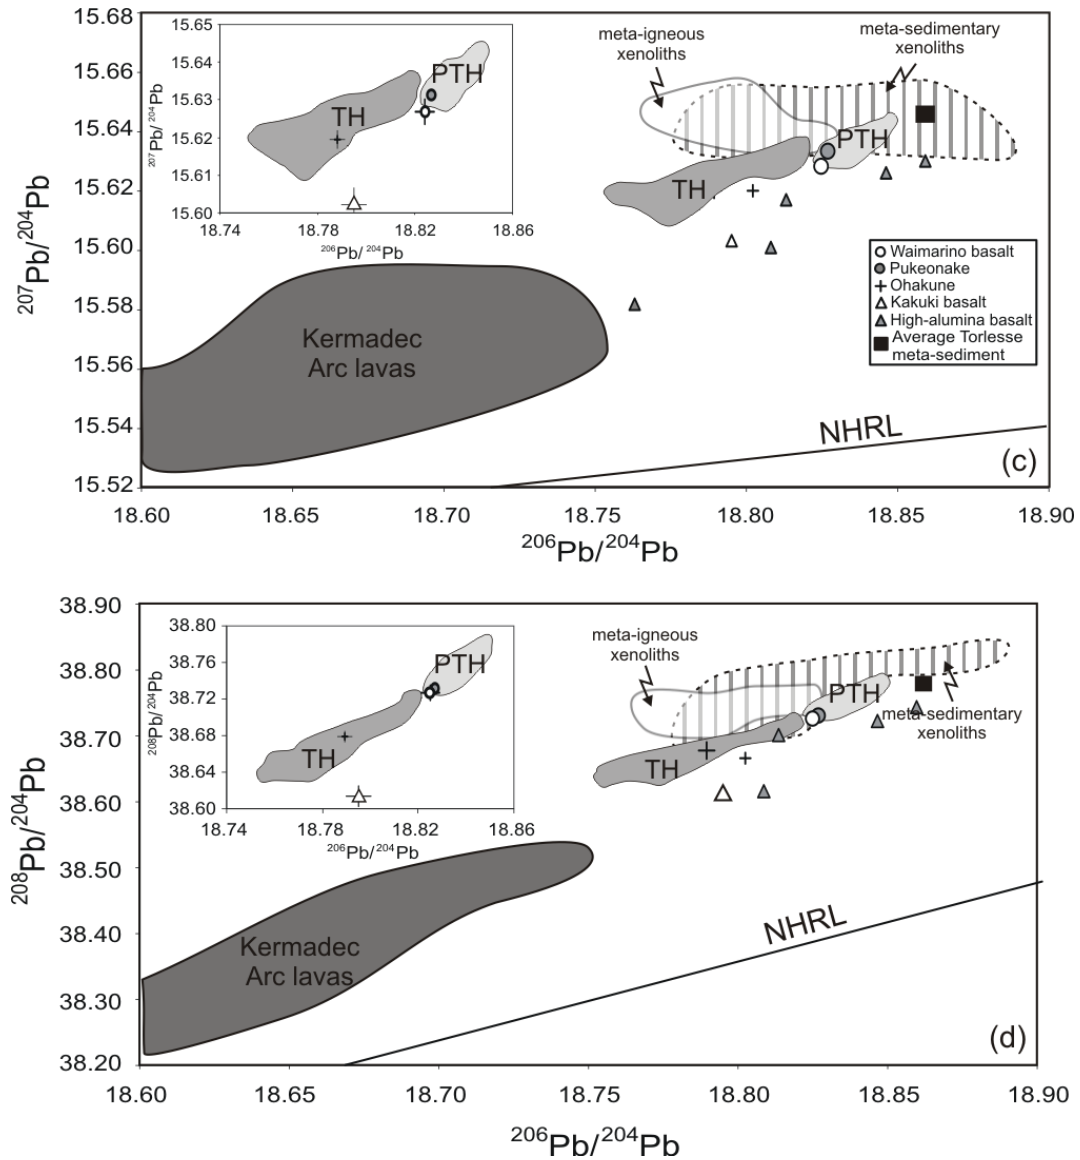 15.68
15.66
15.64
15.62
15.60
15.58
15.56
15.54
15.52
207Pb/204Pb
18.60
18.65
18.70
18.75
18.80
18.85
18.90
206Pb/204Pb
15.65
15.64
15.63
15.62
15.61
15.60
207Pb/204Pb
18.74
18.78
18.82
18.86
206Pb/204Pb
TH
PTH
meta-igneous
xenoliths
meta-sedimentary
xenoliths
PTH
TH
Kermadec
Arc lavas
Waimarino basalt
Pukeonake
Ohakune
Kakuki basalt
High-alumina basalt
Average Torlesse
meta-sediment
NHRL
(c)
38.90
38.80
38.70
38.60
38.50
38.40
38.30
38.20
208Pb/204Pb
18.60
18.65
18.70
18.75
18.80
18.85
18.90
206Pb/204Pb
38.80
38.76
38.72
38.68
38.64
38.60
208Pb/204Pb
18.74
18.78
18.82
18.86
206Pb/204Pb
PTH
TH
meta-igneous
xenoliths
PTH
TH
meta-sedimentary
xenoliths
Kermadec
Arc lavas
NHRL
(d)